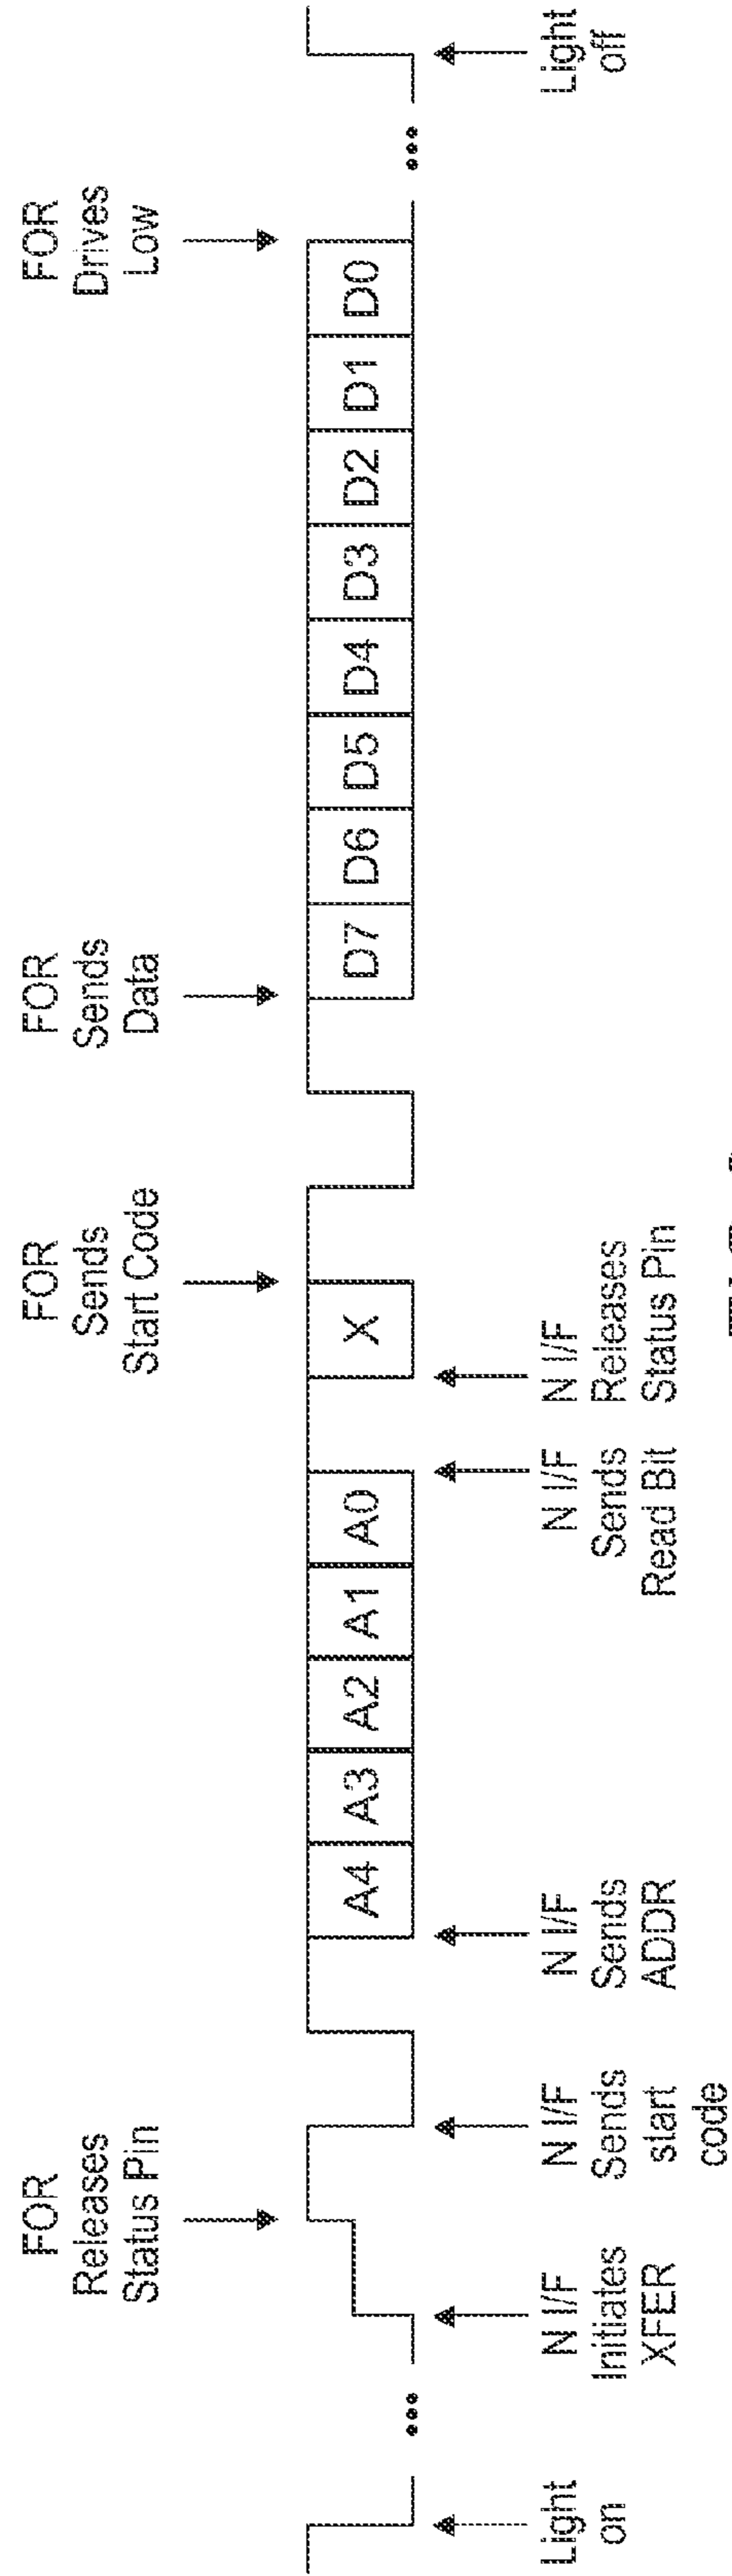 FOR
Releases
Status Pin
FOR
Sends
Start Code
FOR
Sends
Data
FOR
Drives
Low
A4 A3 A2 A1 A0 X D7 D6 D5 D4 D3 D2 D1 D0
Light
on
N I/F
Initiates
XFER
N I/F
Sends
start
code
N I/F
Sends
ADDR
N I/F
Sends
Read Bit
N I/F
Releases
Status Pin
Light
off